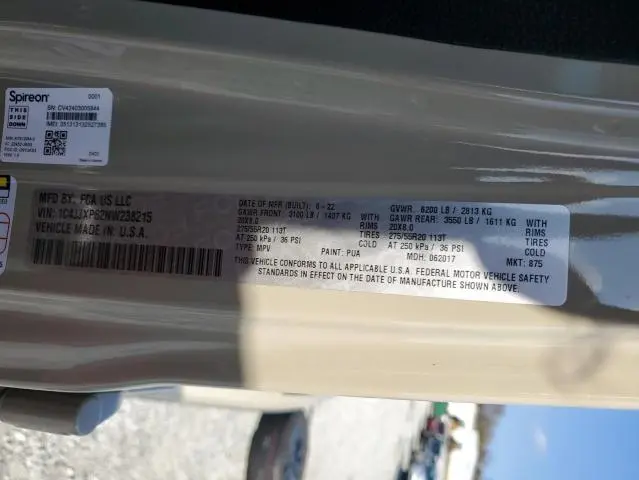 Spireon
0001
THIS
SIDE
DOWN
SN: CV42403005844
MFD BY: FCA US LLC
VIN: 1C4JJXP62NW238215
VEHICLE MADE IN U.S.A.
DATE OF MFR (BUILT): 6-22
GAWR FRONT: 3100 LB / 1407 KG WITH
20X8.0 RIMS
275/55R20 113T TIRES
AT 250 kPa / 36 PSI COLD
TYPE: MPV PAINT: PUA
GVWR: 6200 LB / 2813 KG
GAWR REAR: 3550 LB / 1611 KG WITH
20X8.0 RIMS
275/55R20 113T TIRES
AT 250 kPa / 36 PSI COLD
MDH: 062017 MKT: 875
THIS VEHICLE CONFORMS TO ALL APPLICABLE U.S.A. FEDERAL MOTOR VEHICLE SAFETY
STANDARDS IN EFFECT ON THE DATE OF MANUFACTURE SHOWN ABOVE.